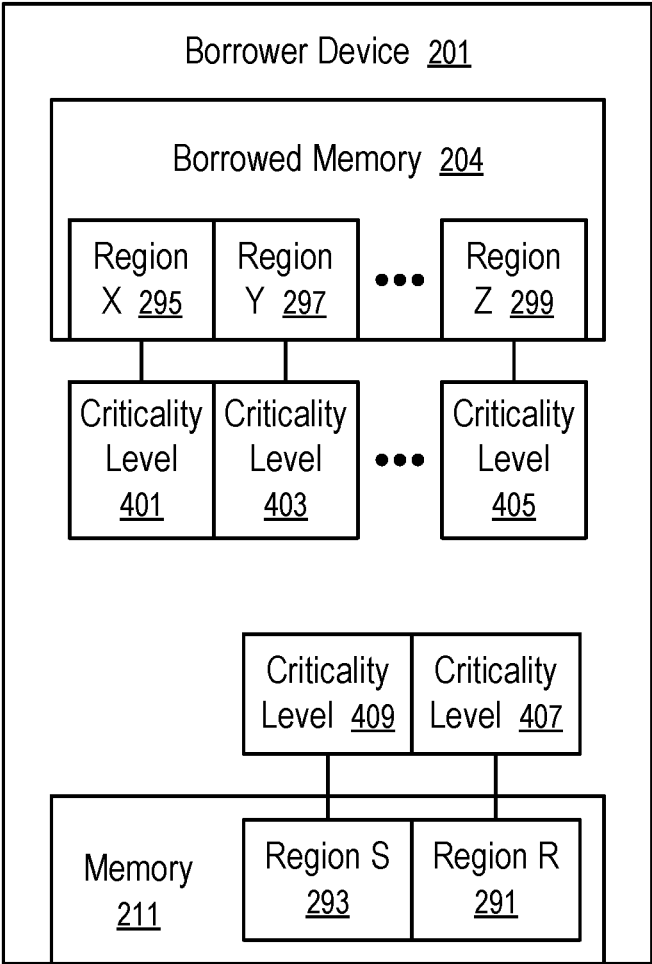 Borrower Device 201
Borrowed Memory 204
Region
X 295
Region
Y 297
•••
Region
Z 299
Criticality
Level
401
Criticality
Level
403
•••
Criticality
Level
405
Criticality
Level 409
Criticality
Level 407
Memory
211
Region S
293
Region R
291